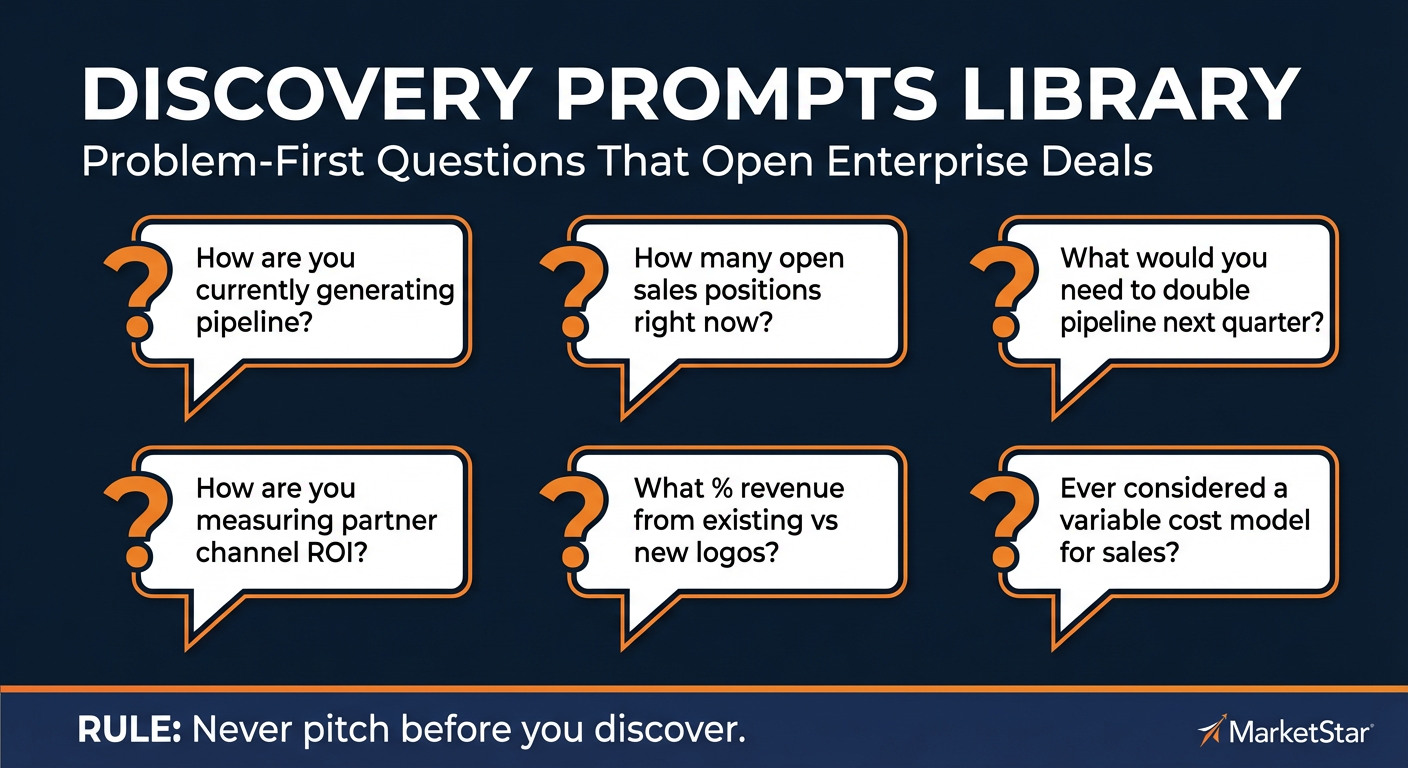 DISCOVERY PROMPTS LIBRARY
Problem-First Questions That Open Enterprise Deals
How are you
currently generating
pipeline?
How many open
sales positions
right now?
What would you
need to double
pipeline next quarter?
How are you
measuring partner
channel ROI?
What % revenue
from existing vs
new logos?
Ever considered a
variable cost model
for sales?
RULE: Never pitch before you discover.
MarketStar